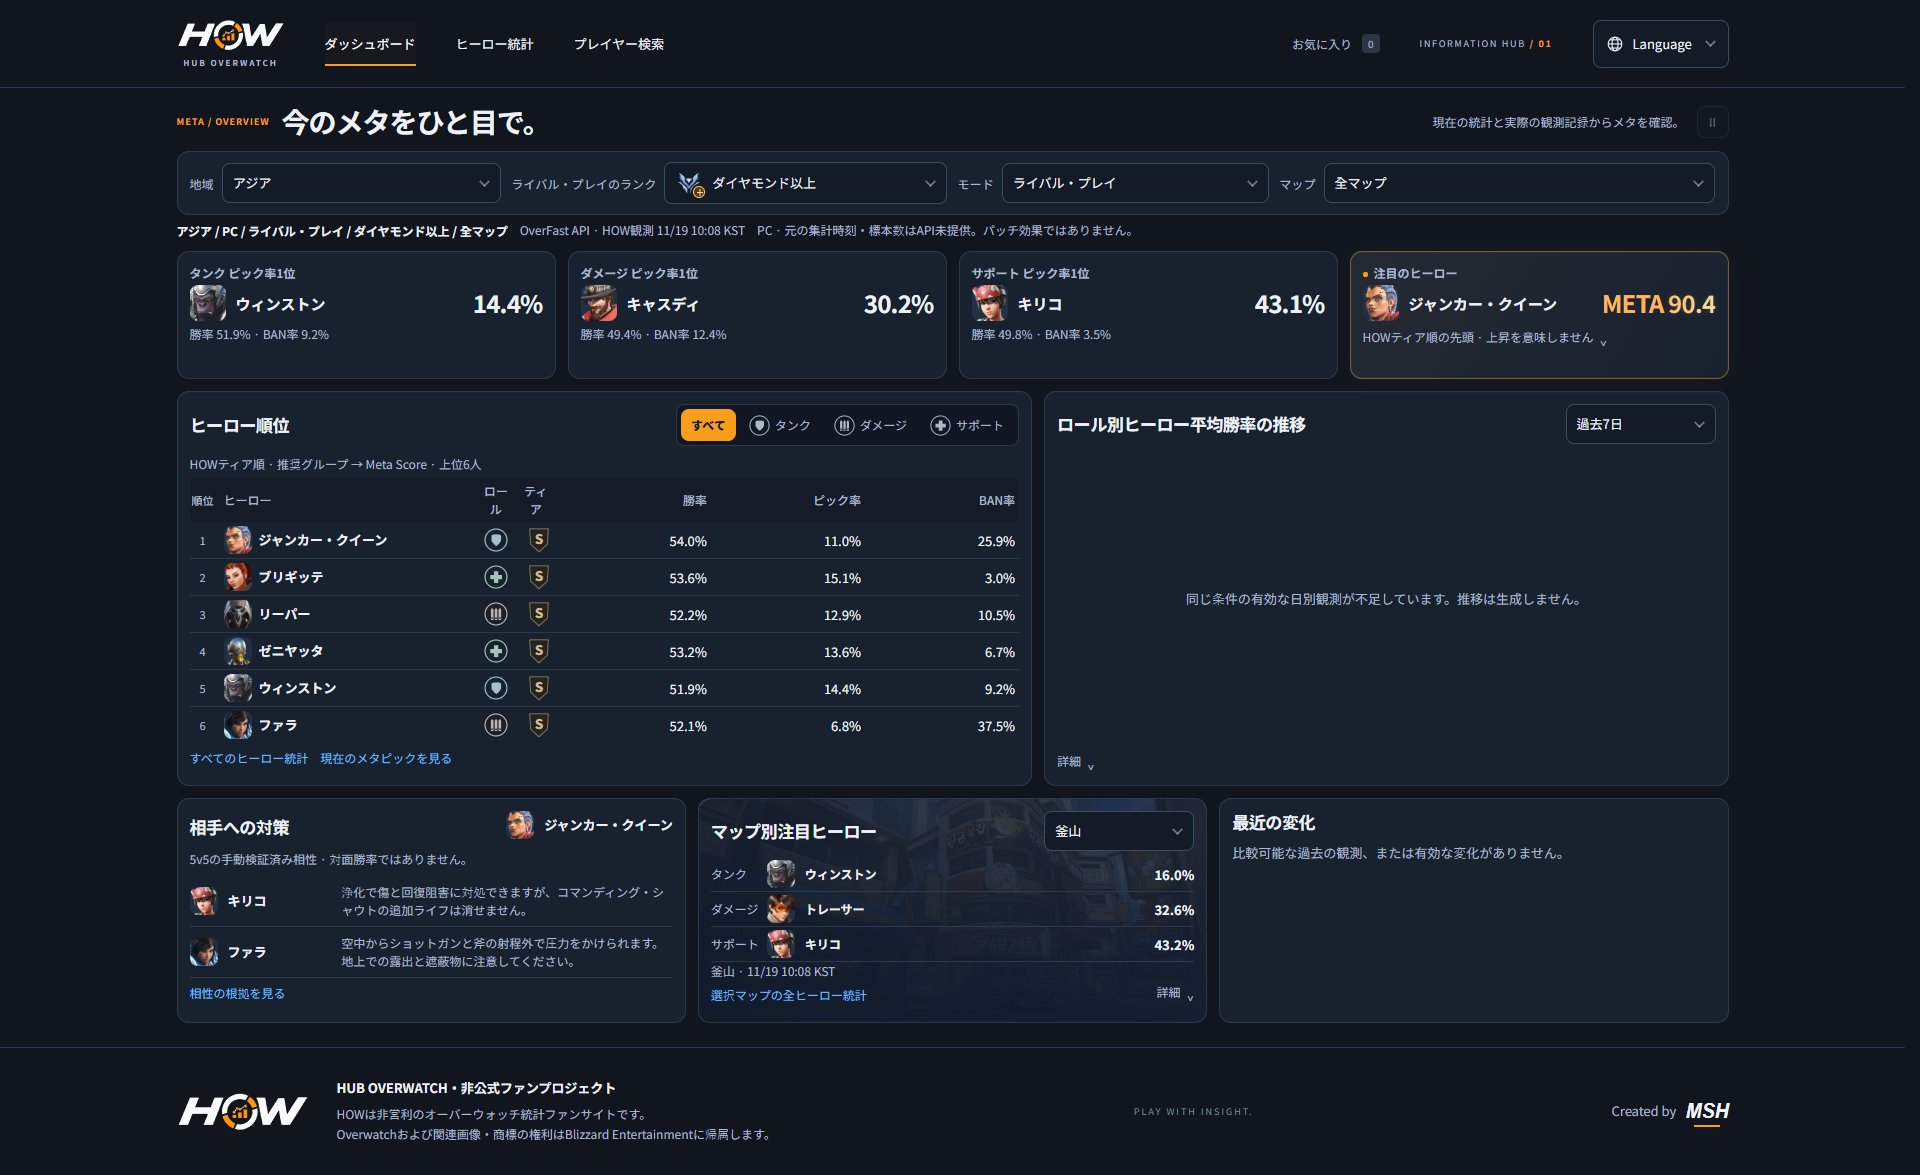 HOW
HUB OVERWATCH
ダッシュボード
ヒーロー統計
プレイヤー検索
お気に入り 0
INFORMATION HUB / 01
Language
META / OVERVIEW
今のメタをひと目で。
現在の統計と実際の観測記録からメタを確認。
地域 アジア
ライバル・プレイのランク ダイヤモンド以上
モード ライバル・プレイ
マップ 全マップ
アジア / PC / ライバル・プレイ / ダイヤモンド以上 / 全マップ OverFast API · HOW観測 11/19 10:08 KST PC · 元の集計時刻・標本数はAPI未提供。パッチ効果ではありません。
タンク ピック率1位
ウィンストン 14.4%
勝率 51.9% · BAN率 9.2%
ダメージ ピック率1位
キャスディ 30.2%
勝率 49.4% · BAN率 12.4%
サポート ピック率1位
キリコ 43.1%
勝率 49.8% · BAN率 3.5%
注目のヒーロー
ジャンカー・クイーン META 90.4
HOWティア順の先頭 · 上昇を意味しません
ヒーロー順位
すべて タンク ダメージ サポート
HOWティア順 · 推奨グループ → Meta Score · 上位6人
順位 ヒーロー ロール ティア 勝率 ピック率 BAN率
1 ジャンカー・クイーン S 54.0% 11.0% 25.9%
2 ブリギッテ S 53.6% 15.1% 3.0%
3 リーパー S 52.2% 12.9% 10.5%
4 ゼニヤッタ S 53.2% 13.6% 6.7%
5 ウィンストン S 51.9% 14.4% 9.2%
6 ファラ S 52.1% 6.8% 37.5%
すべてのヒーロー統計 現在のメタピックを見る
ロール別ヒーロー平均勝率の推移
過去7日
同じ条件の有効な日別観測が不足しています。推移は生成しません。
詳細
相手への対策
ジャンカー・クイーン
5v5の手動検証済み相性 · 対面勝率ではありません。
キリコ
浄化で傷と回復阻害に対処できますが、コマンディング・シ
ャウトの追加ライフは消せません。
ファラ
空中からショットガンと斧の射程外で圧力をかけられます。
地上での露出と遮蔽物に注意してください。
相性の根拠を見る
マップ別注目ヒーロー
釜山
タンク ウィンストン 16.0%
ダメージ トレーサー 32.6%
サポート キリコ 43.2%
釜山 · 11/19 10:08 KST
選択マップの全ヒーロー統計
詳細
最近の変化
比較可能な過去の観測、または有効な変化がありません。
HOW
HUB OVERWATCH・非公式ファンプロジェクト
HOWは非営利のオーバーウォッチ統計ファンサイトです。
Overwatchおよび関連画像・商標の権利はBlizzard Entertainmentに帰属します。
PLAY WITH INSIGHT.
Created by MSH